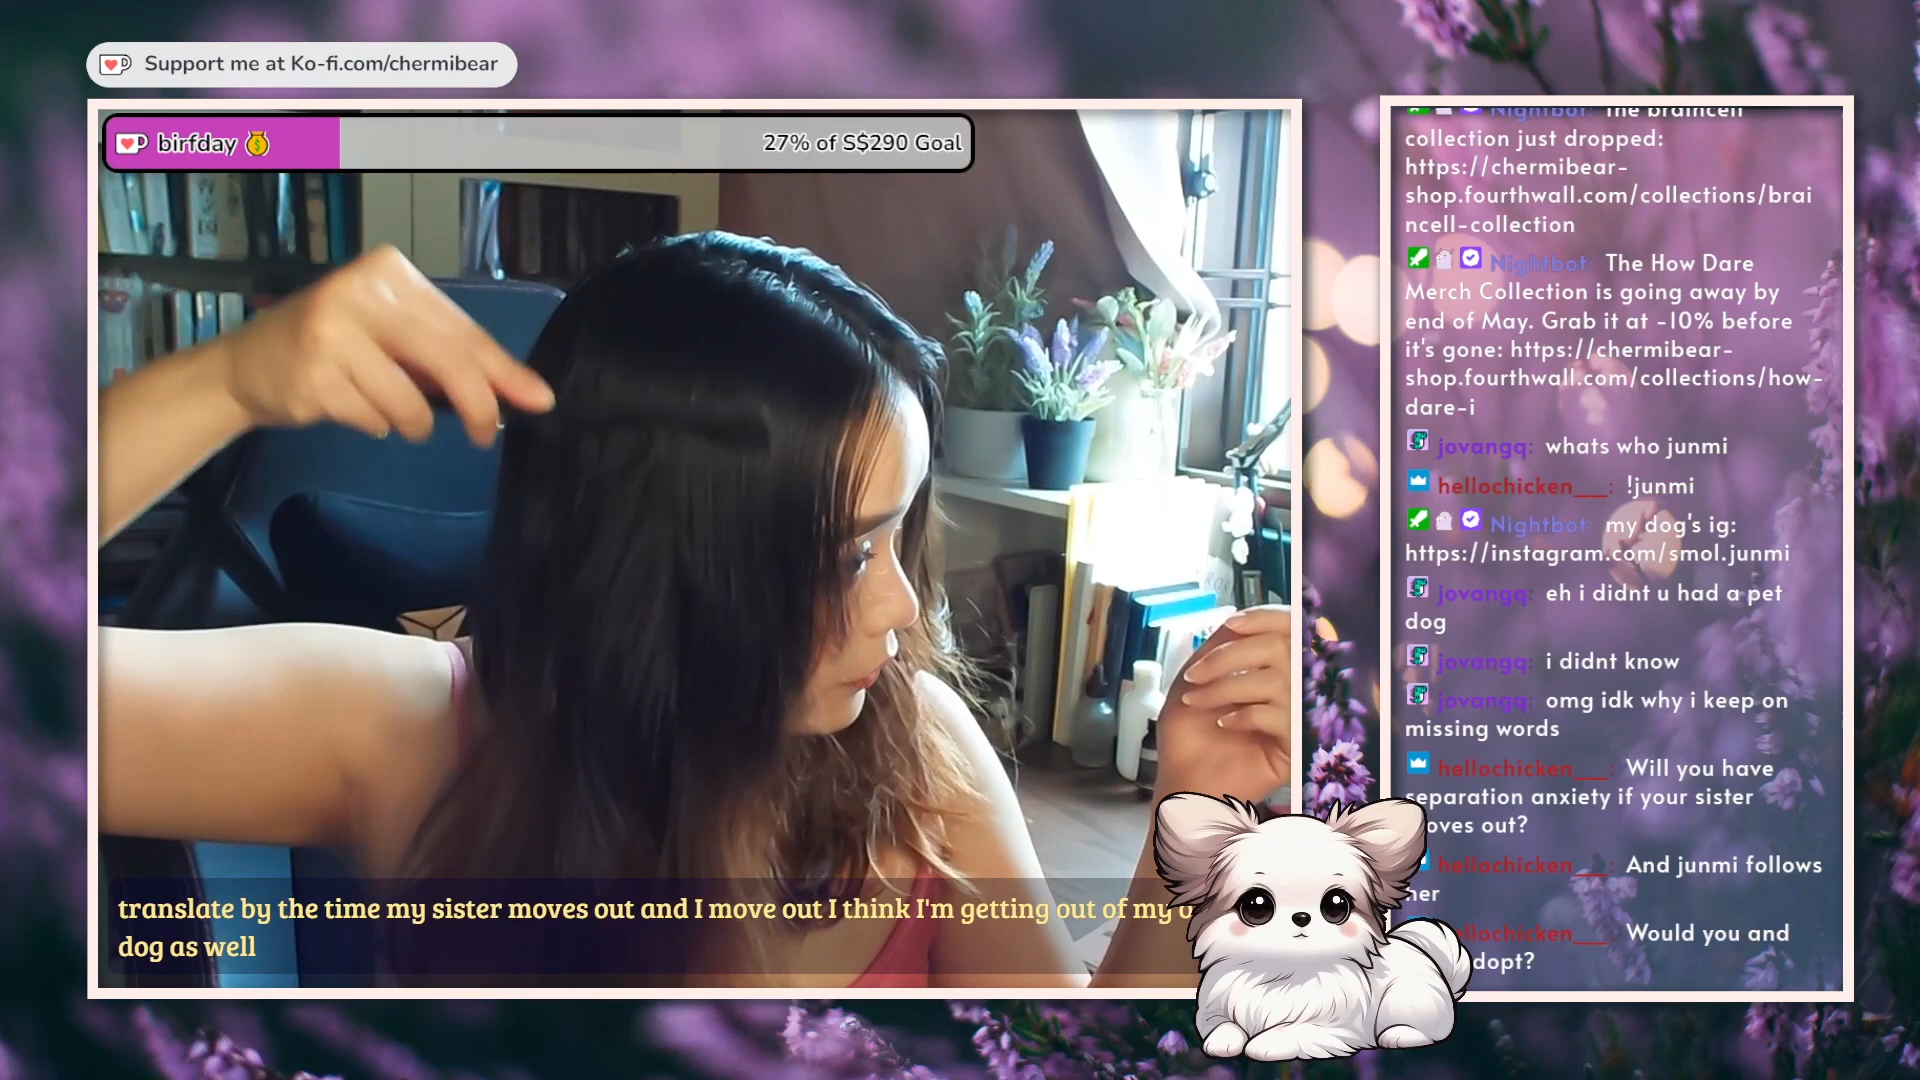 Support me at Ko-fi.com/chermibear
birfday
27% of S$290 Goal
translate by the time my sister moves out and I move out I think I'm getting out of my
dog as well
Nightbot: The braincell
collection just dropped:
https://chermibear-
shop.fourthwall.com/collections/brai
ncell-collection
Nightbot: The How Dare
Merch Collection is going away by
end of May. Grab it at -10% before
it's gone: https://chermibear-
shop.fourthwall.com/collections/how-
dare-i
jovangq: whats who junmi
hellochicken___: !junmi
Nightbot: my dog's ig:
https://instagram.com/smol.junmi
jovangq: eh i didnt u had a pet
dog
jovangq: i didnt know
jovangq: omg idk why i keep on
missing words
hellochicken___: Will you have
separation anxiety if your sister
oves out?
hellochicken___: And junmi follows
her
llochicken___: Would you and
dopt?